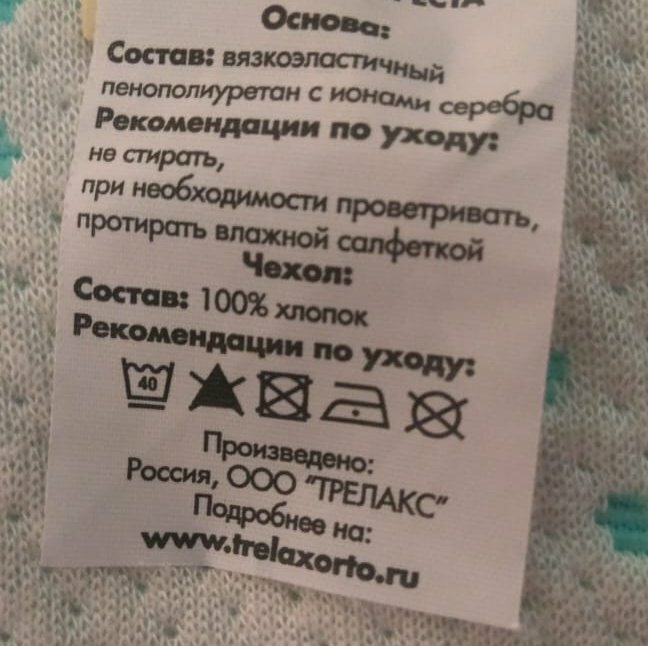 Основа:
Состав: вязкоэластичный
пенополиуретан с ионами серебра
Рекомендации по уходу:
не стирать,
при необходимости проветривать,
протирать влажной салфеткой
Чехол:
Состав: 100% хлопок
Рекомендации по уходу:
40
Произведено:
Россия, ООО "ТРЕЛАКС"
Подробнее на:
www.trelaxorto.ru